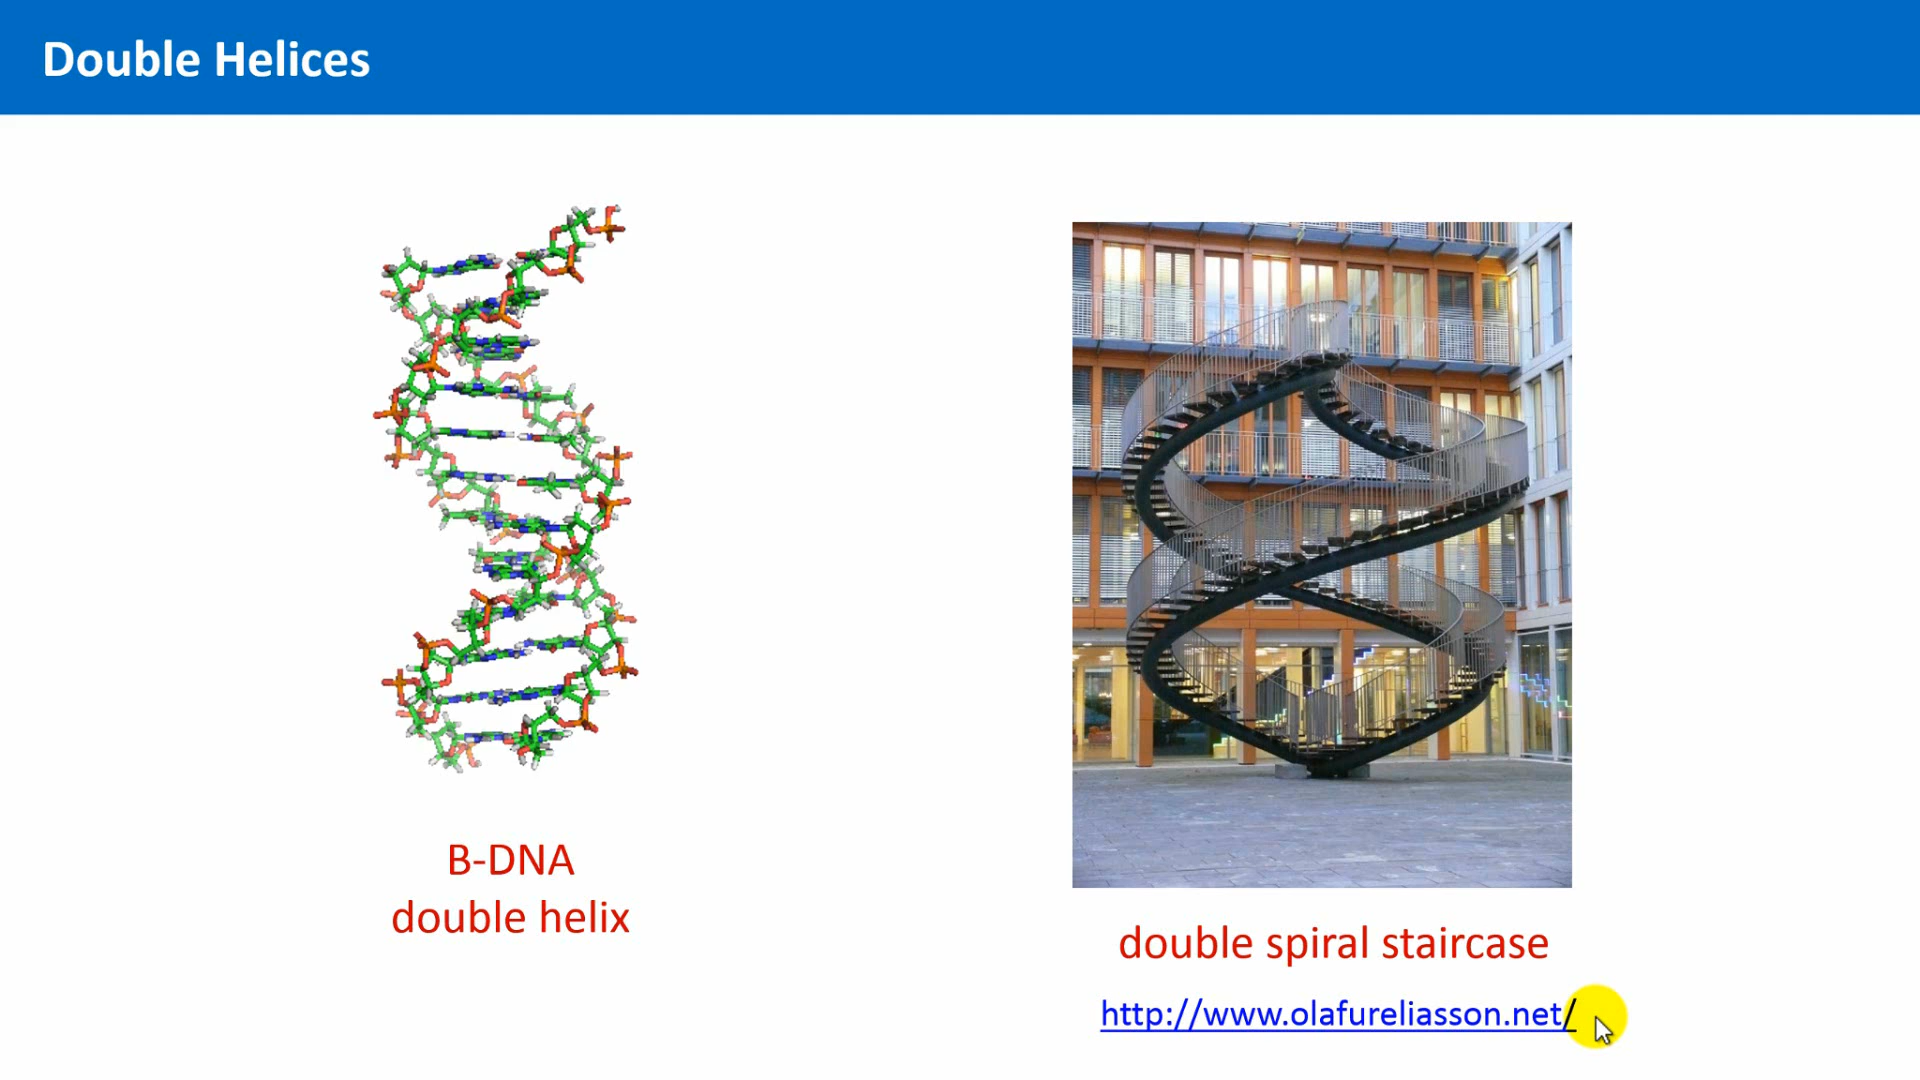 Double Helices
B-DNA
double helix
double spiral staircase
http://www.olafureliasson.net/